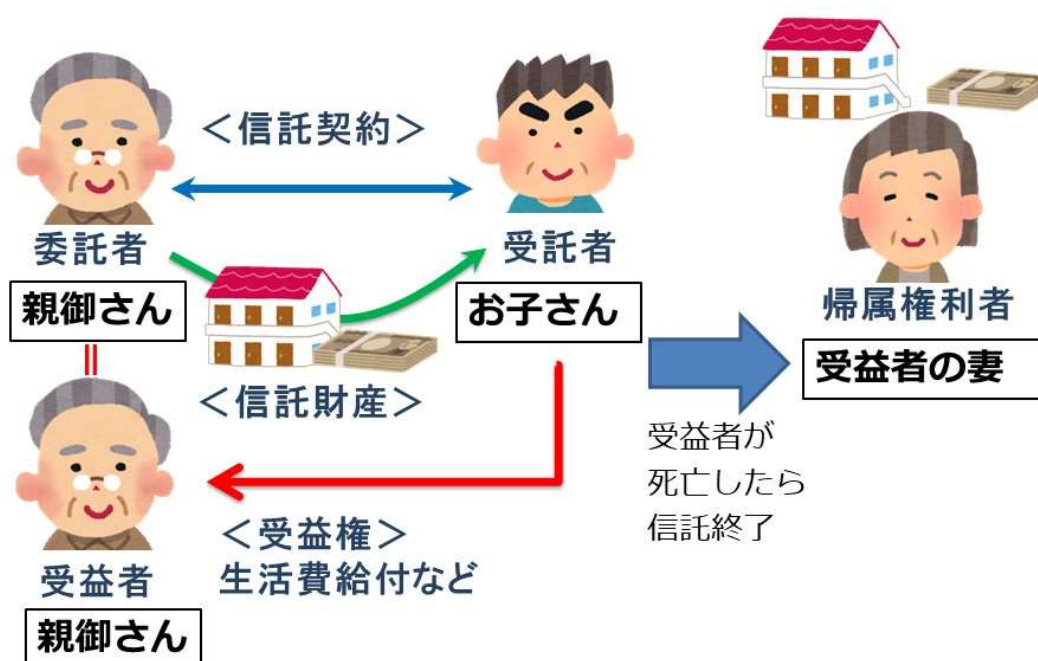 ＜信託契約＞
委託者
親御さん
受託者
お子さん
＜信託財産＞
受益者
親御さん
＜受益権＞
生活費給付など
受益者が
死亡したら
信託終了
帰属権利者
受益者の妻